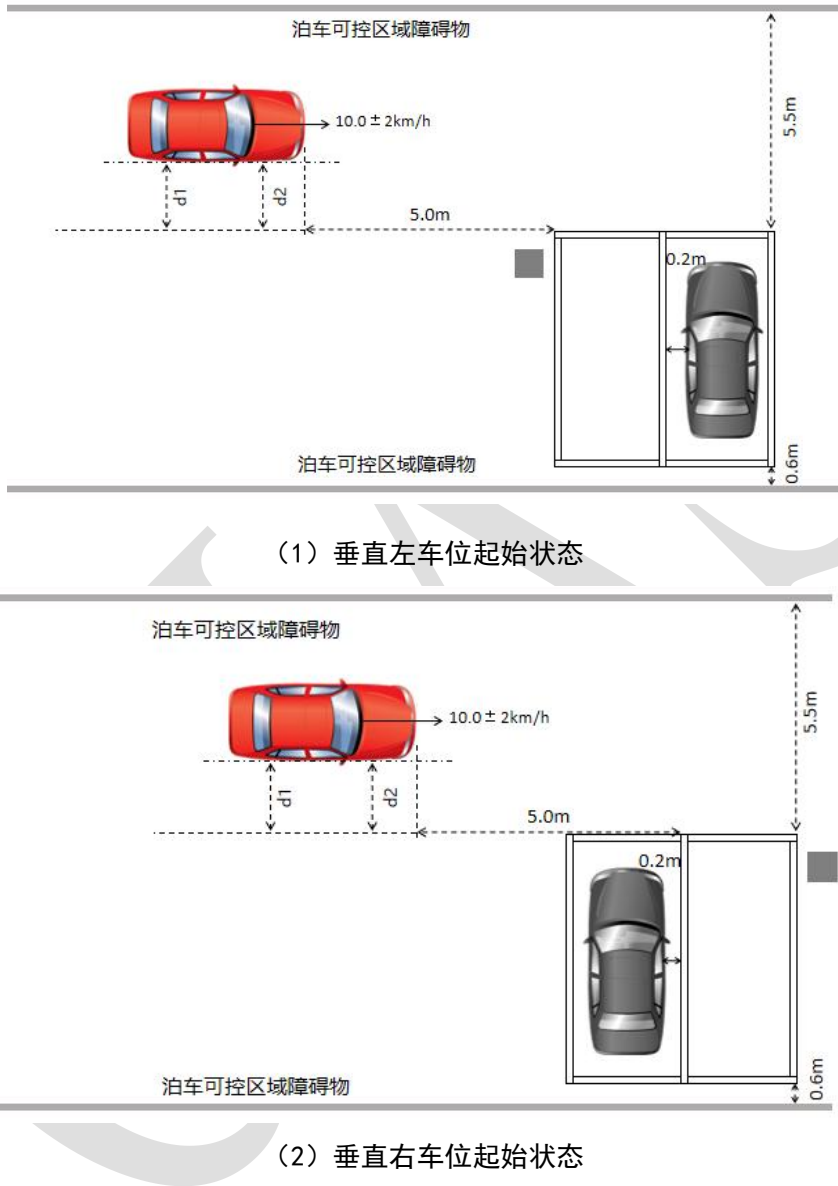 泊车可控区域障碍物
10.0±2km/h
5.5m
d1
d2
5.0m
0.2m
泊车可控区域障碍物
0.6m
（1）垂直左车位起始状态
泊车可控区域障碍物
10.0±2km/h
5.5m
d1
d2
5.0m
0.2m
泊车可控区域障碍物
0.6m
（2）垂直右车位起始状态